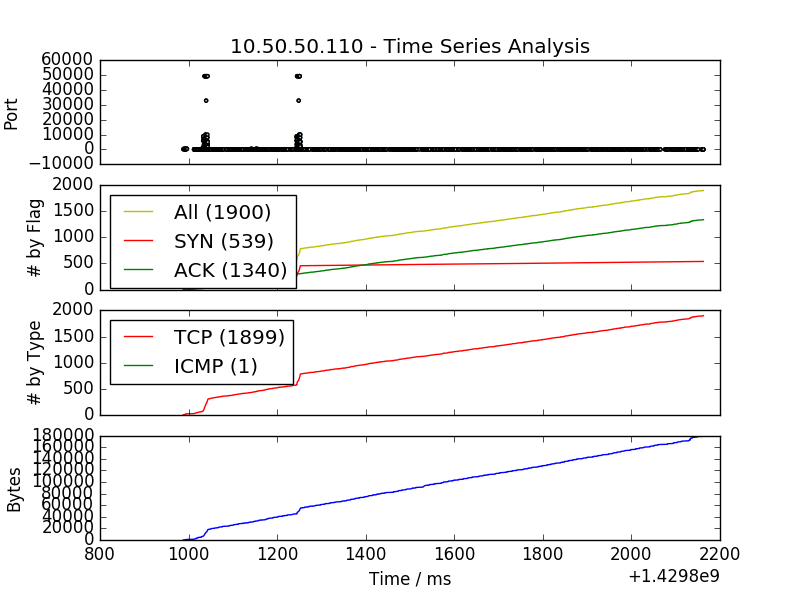 10.50.50.110 - Time Series Analysis
60000
50000
40000
30000
20000
10000
0
−10000
Port
2000
1500
1000
500
0
# by Flag
All (1900)
SYN (539)
ACK (1340)
2000
1500
1000
500
0
# by Type
TCP (1899)
ICMP (1)
180000
160000
140000
120000
100000
80000
60000
40000
20000
0
Bytes
800 1000 1200 1400 1600 1800 2000 2200
Time / ms
+1.4298e9